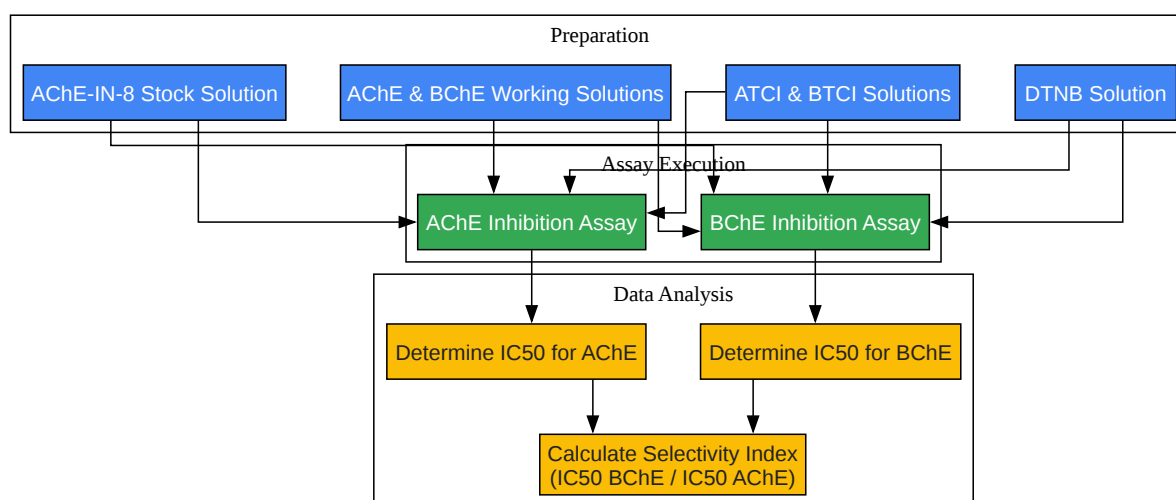 Preparation
AChE-IN-8 Stock Solution
AChE & BChE Working Solutions
ATCI & BTCI Solutions
DTNB Solution
Assay Execution
AChE Inhibition Assay
BChE Inhibition Assay
Data Analysis
Determine IC50 for AChE
Determine IC50 for BChE
Calculate Selectivity Index
(IC50 BChE / IC50 AChE)